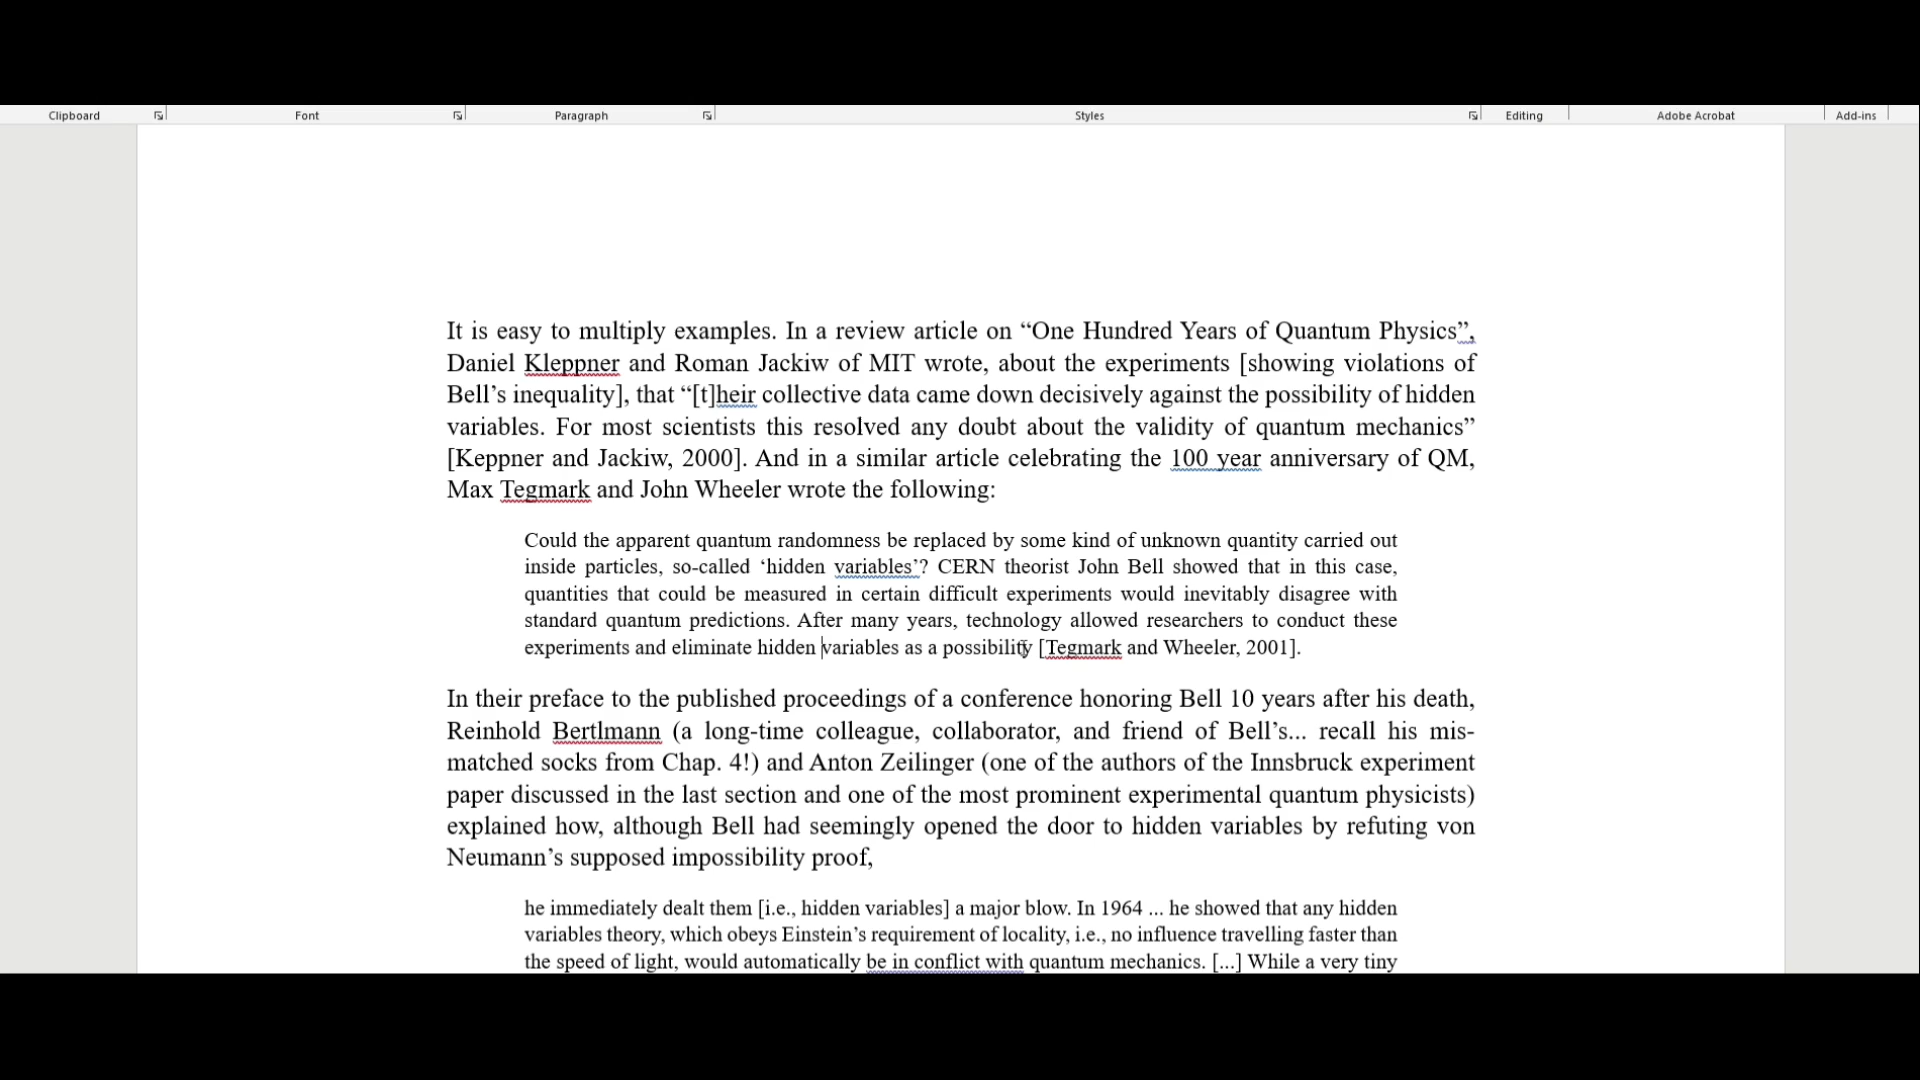 Clipboard Font Paragraph Styles Editing Adobe Acrobat Add-ins
It is easy to multiply examples. In a review article on “One Hundred Years of Quantum Physics”,
Daniel Kleppner and Roman Jackiw of MIT wrote, about the experiments [showing violations of
Bell’s inequality], that “[t]heir collective data came down decisively against the possibility of hidden
variables. For most scientists this resolved any doubt about the validity of quantum mechanics”
[Keppner and Jackiw, 2000]. And in a similar article celebrating the 100 year anniversary of QM,
Max Tegmark and John Wheeler wrote the following:
Could the apparent quantum randomness be replaced by some kind of unknown quantity carried out
inside particles, so-called ‘hidden variables’? CERN theorist John Bell showed that in this case,
quantities that could be measured in certain difficult experiments would inevitably disagree with
standard quantum predictions. After many years, technology allowed researchers to conduct these
experiments and eliminate hidden variables as a possibility [Tegmark and Wheeler, 2001].
In their preface to the published proceedings of a conference honoring Bell 10 years after his death,
Reinhold Bertlmann (a long-time colleague, collaborator, and friend of Bell’s... recall his mis-
matched socks from Chap. 4!) and Anton Zeilinger (one of the authors of the Innsbruck experiment
paper discussed in the last section and one of the most prominent experimental quantum physicists)
explained how, although Bell had seemingly opened the door to hidden variables by refuting von
Neumann’s supposed impossibility proof,
he immediately dealt them [i.e., hidden variables] a major blow. In 1964 ... he showed that any hidden
variables theory, which obeys Einstein’s requirement of locality, i.e., no influence travelling faster than
the speed of light, would automatically be in conflict with quantum mechanics. [...] While a very tiny